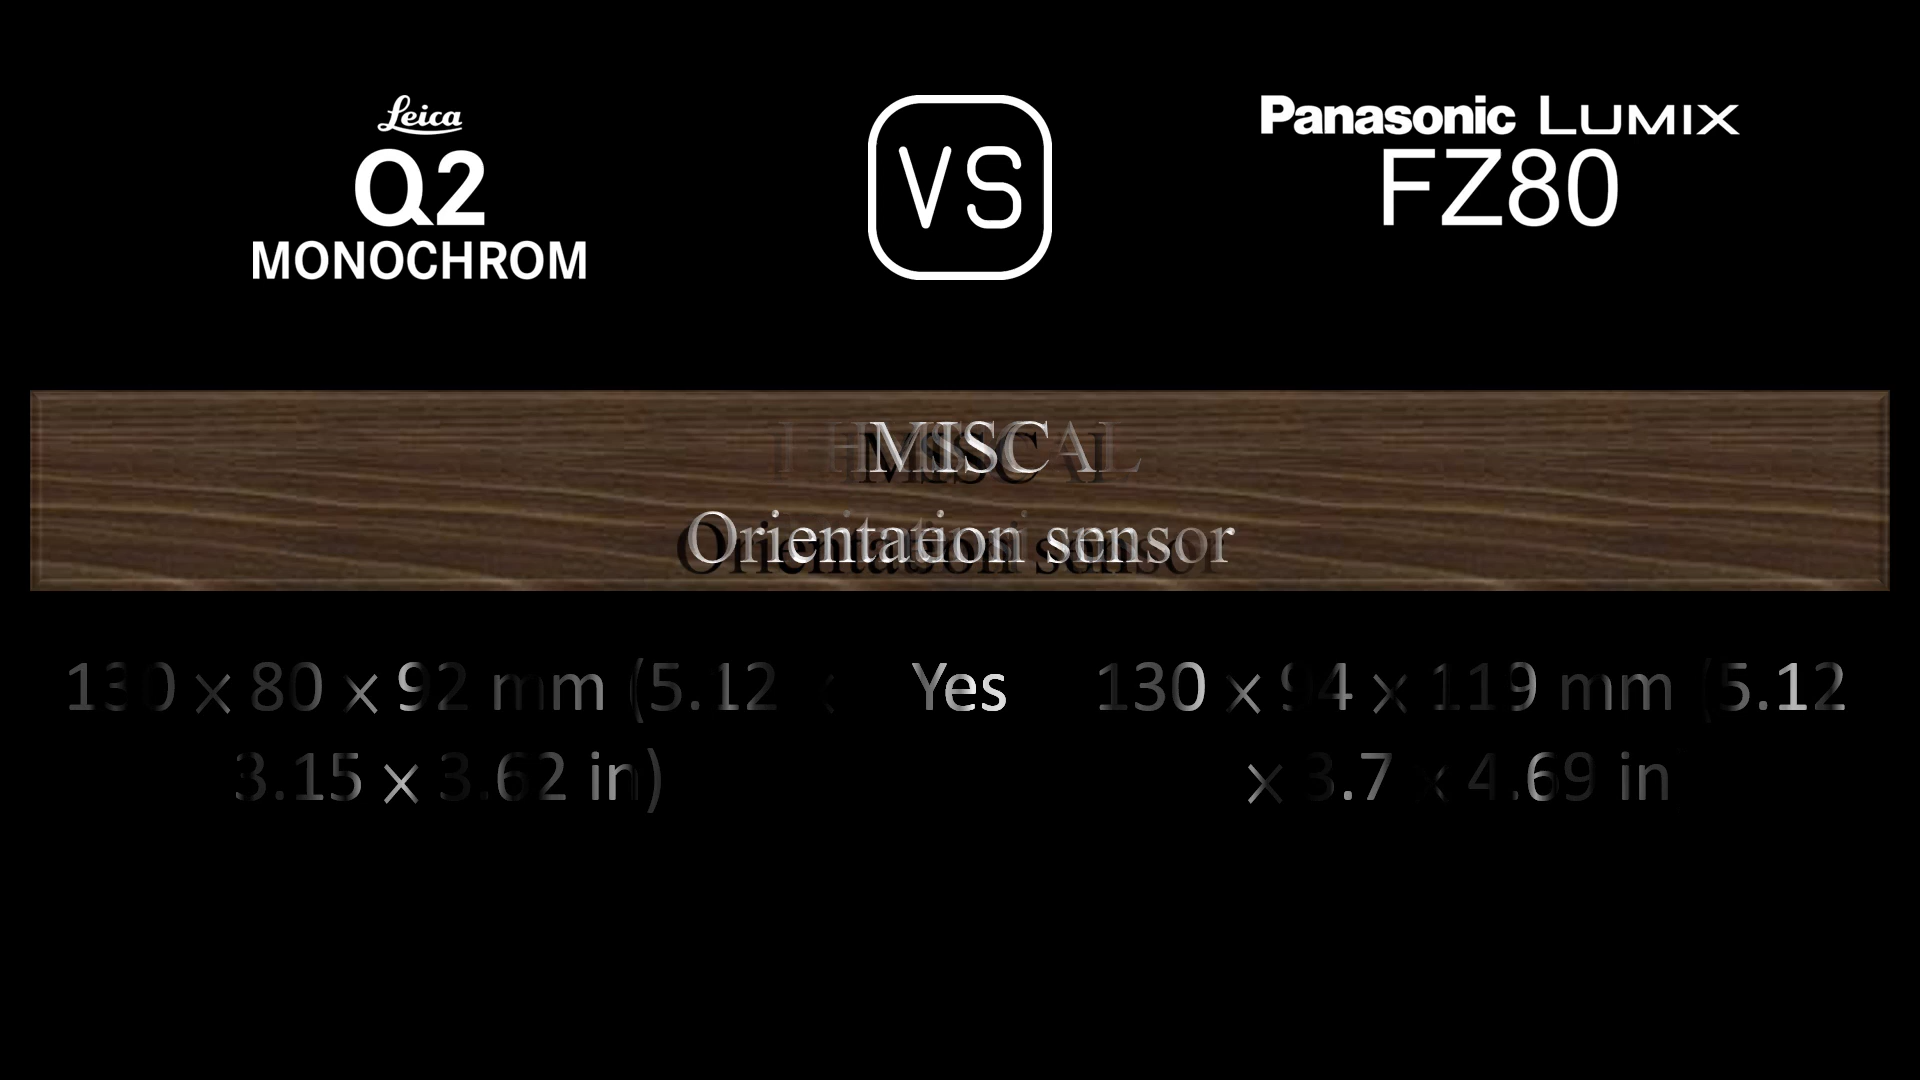 Leica
Q2
MONOCHROM
VS
Panasonic LUMIX
FZ80
MISC
Orientation sensor
130 x 80 x 92 mm (5.12 x
3.15 x 3.62 in)
Yes
130 x 94 x 119 mm (5.12
x 3.7 x 4.69 in